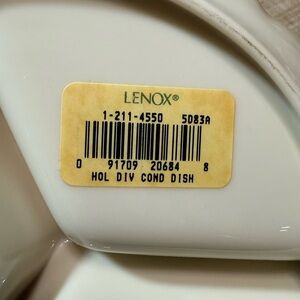 LENOX®
1-211-4550 5D83A
0 91709 20684 8
HOL DIV COND DISH